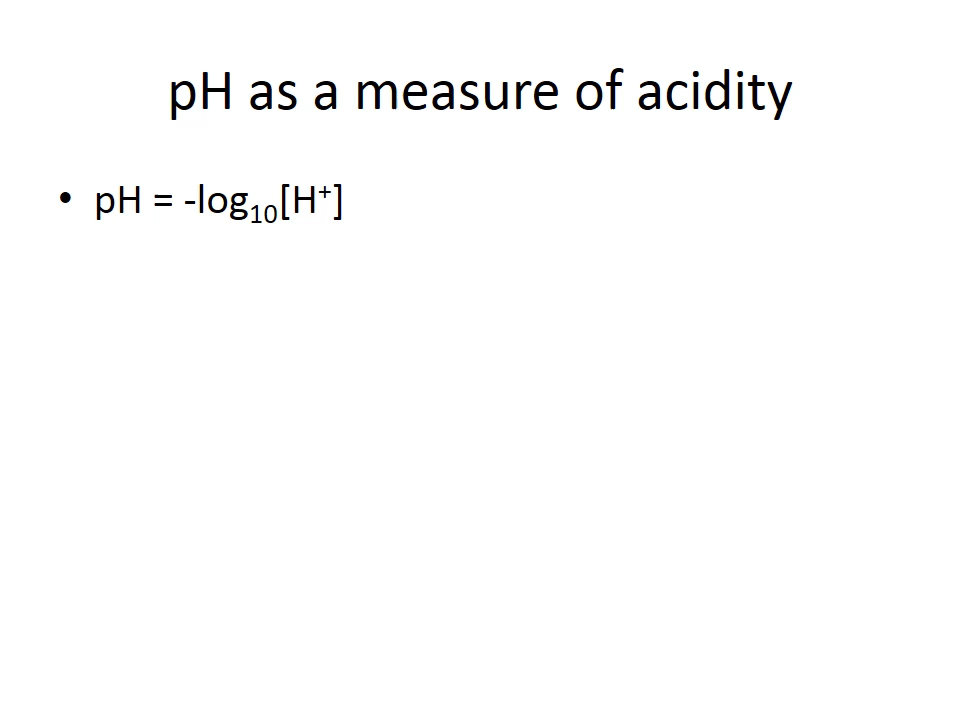 pH as a measure of acidity
• pH = -log₁₀[H⁺]